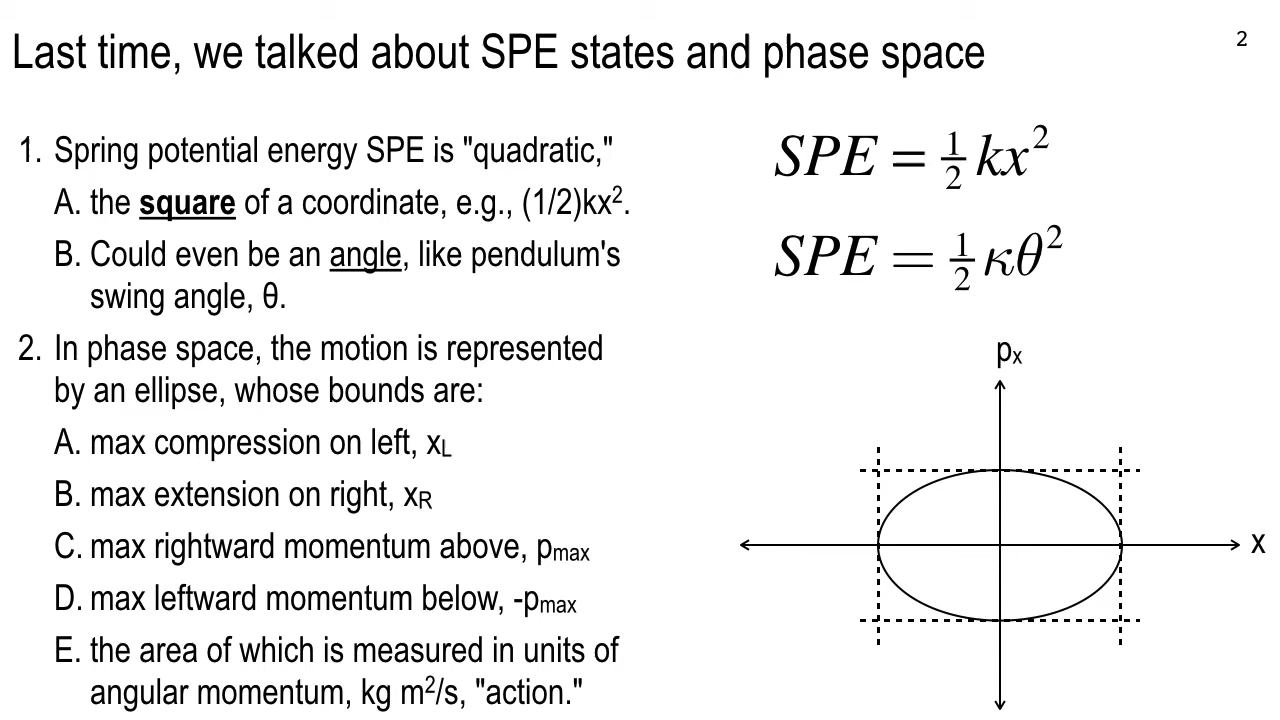 Last time, we talked about SPE states and phase space
2
1. Spring potential energy SPE is "quadratic,"
A. the square of a coordinate, e.g., (1/2)kx².
B. Could even be an angle, like pendulum's
swing angle, θ.
2. In phase space, the motion is represented
by an ellipse, whose bounds are:
A. max compression on left, xL
B. max extension on right, xR
C. max rightward momentum above, pmax
D. max leftward momentum below, -pmax
E. the area of which is measured in units of
angular momentum, kg m²/s, "action."
SPE = ½ kx²
SPE = ½ κθ²
px
x